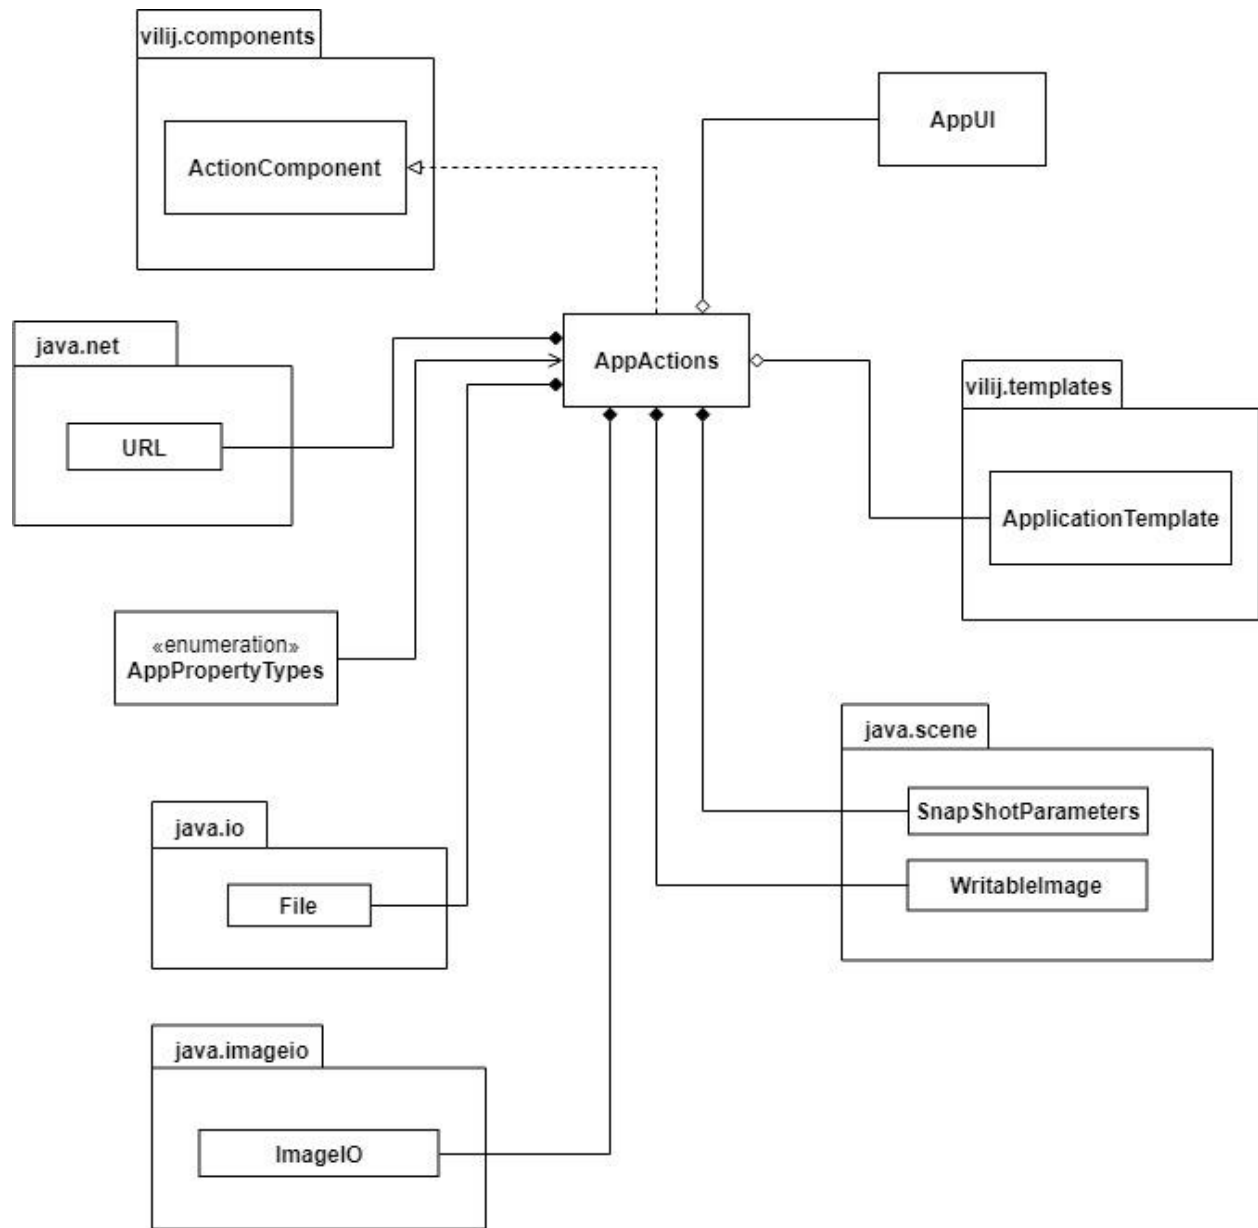 vilij.components
ActionComponent
AppUI
java.net
URL
AppActions
vilij.templates
ApplicationTemplate
«enumeration»
AppPropertyTypes
java.scene
SnapShotParameters
WritableImage
java.io
File
java.imageio
ImageIO